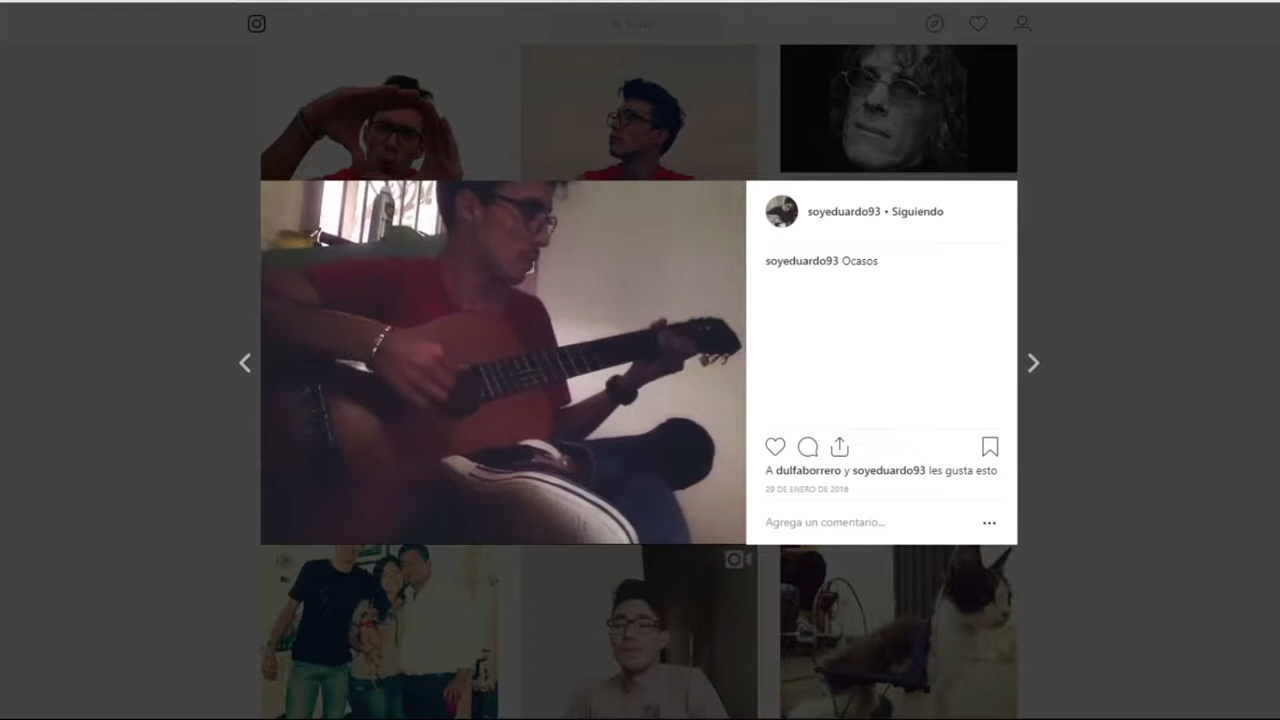 soyeduardo93 • Siguiendo
soyeduardo93 Ocasos
A dulfaborrero y soyeduardo93 les gusta esto
29 DE ENERO DE 2016
Agrega un comentario...